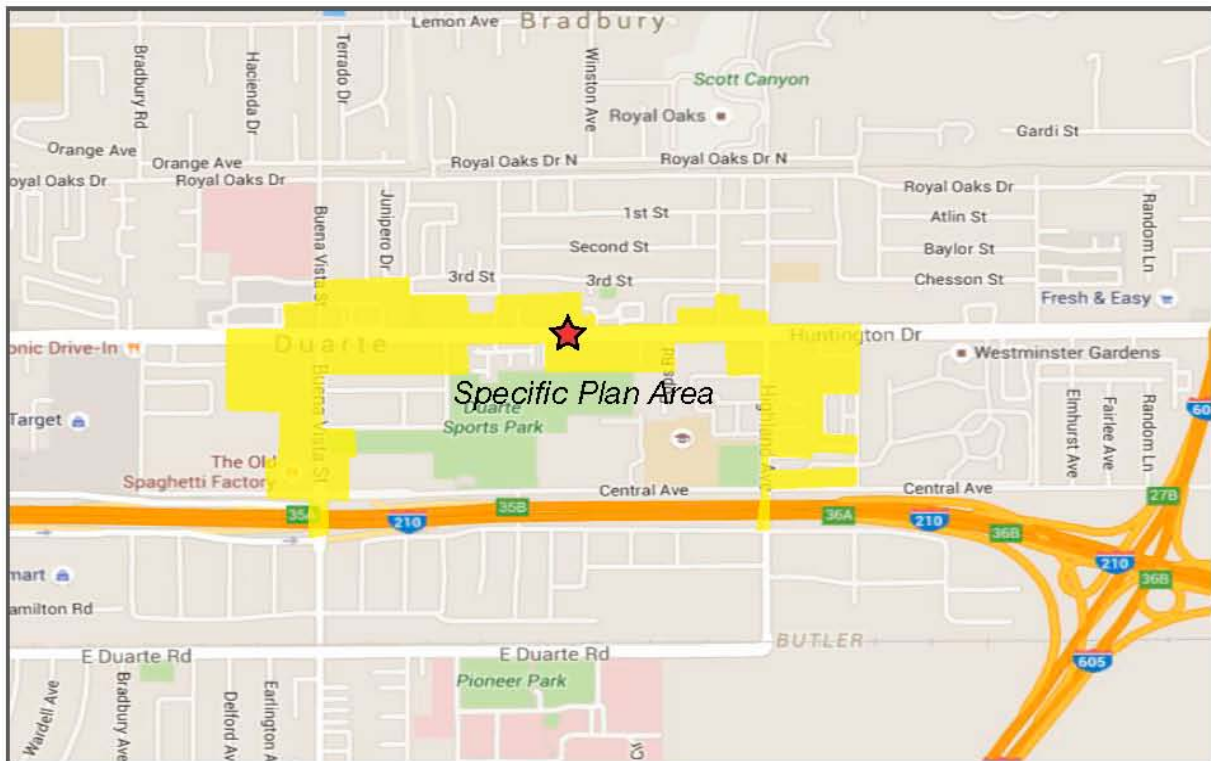 Lemon Ave
Bradbury
Bradbury Rd
Hacienda Dr
Terrado Dr
Winston Ave
Scott Canyon
Royal Oaks
Gardi St
Orange Ave
Orange Ave
Royal Oaks Dr N
Royal Oaks Dr N
oyal Oaks Dr
Royal Oaks Dr
Royal Oaks Dr
Buena Vista St
Junipero Dr
1st St
Atlin St
Random Ln
Second St
Baylor St
3rd St
3rd St
Chesson St
Fresh & Easy
onic Drive-In
Duarte
Huntington Dr
Westminster Gardens
Buena Vista St
Specific Plan Area
Highland Ave
Elmhurst Ave
Fairlee Ave
Random Ln
Target
Duarte
Sports Park
The Old
Spaghetti Factory
Central Ave
Central Ave
27B
35B
210
36A
210
36B
210
36B
mart
amilton Rd
BUTLER
E Duarte Rd
E Duarte Rd
605
Pioneer Park
Wardell Ave
Bradbury Ave
Delford Av
Earlington A